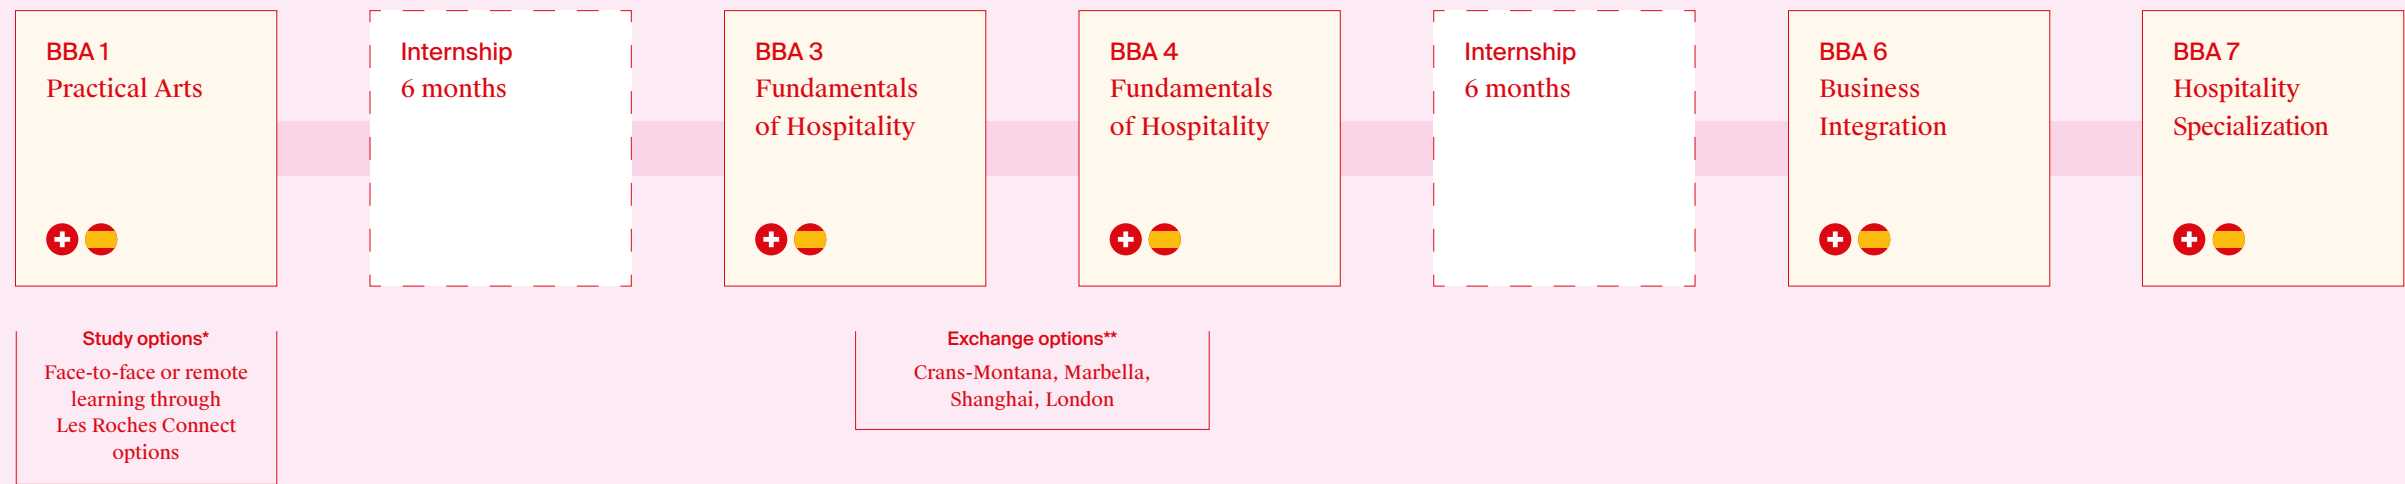 BBA 1
Practical Arts
Internship
6 months
BBA 3
Fundamentals
of Hospitality
BBA 4
Fundamentals
of Hospitality
Internship
6 months
BBA 6
Business
Integration
BBA 7
Hospitality
Specialization
Study options*
Face-to-face or remote
learning through
Les Roches Connect
options
Exchange options**
Crans-Montana, Marbella,
Shanghai, London